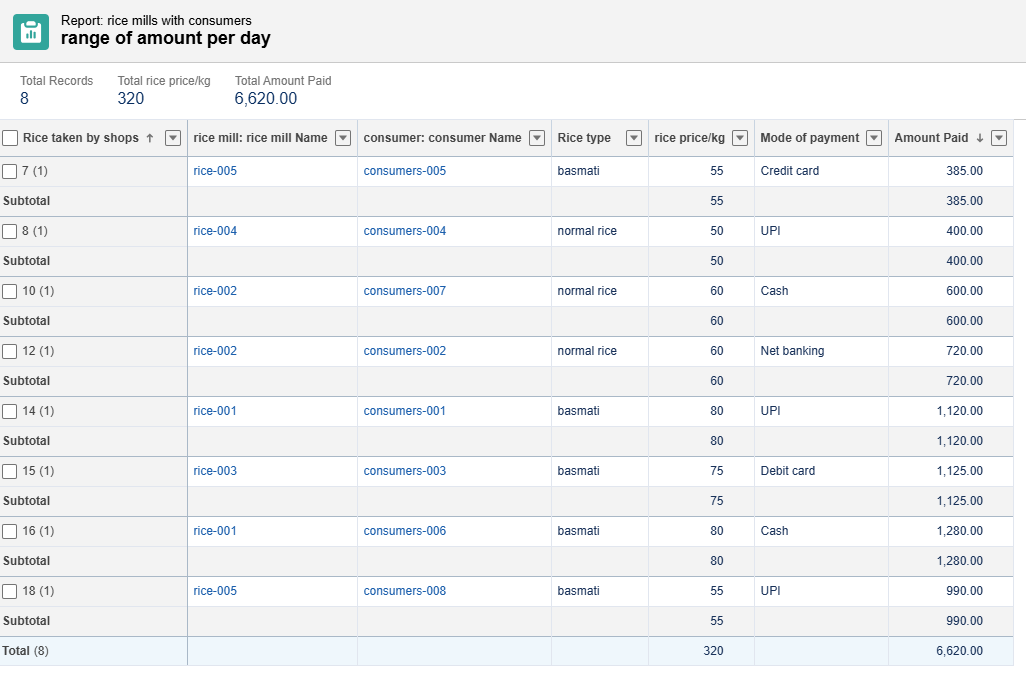 Report: rice mills with consumers
range of amount per day
Total Records Total rice price/kg Total Amount Paid
8 320 6,620.00
Rice taken by shops ↑ rice mill: rice mill Name consumer: consumer Name Rice type rice price/kg Mode of payment Amount Paid ↓
7 (1) rice-005 consumers-005 basmati 55 Credit card 385.00
Subtotal 55 385.00
8 (1) rice-004 consumers-004 normal rice 50 UPI 400.00
Subtotal 50 400.00
10 (1) rice-002 consumers-007 normal rice 60 Cash 600.00
Subtotal 60 600.00
12 (1) rice-002 consumers-002 normal rice 60 Net banking 720.00
Subtotal 60 720.00
14 (1) rice-001 consumers-001 basmati 80 UPI 1,120.00
Subtotal 80 1,120.00
15 (1) rice-003 consumers-003 basmati 75 Debit card 1,125.00
Subtotal 75 1,125.00
16 (1) rice-001 consumers-006 basmati 80 Cash 1,280.00
Subtotal 80 1,280.00
18 (1) rice-005 consumers-008 basmati 55 UPI 990.00
Subtotal 55 990.00
Total (8) 320 6,620.00